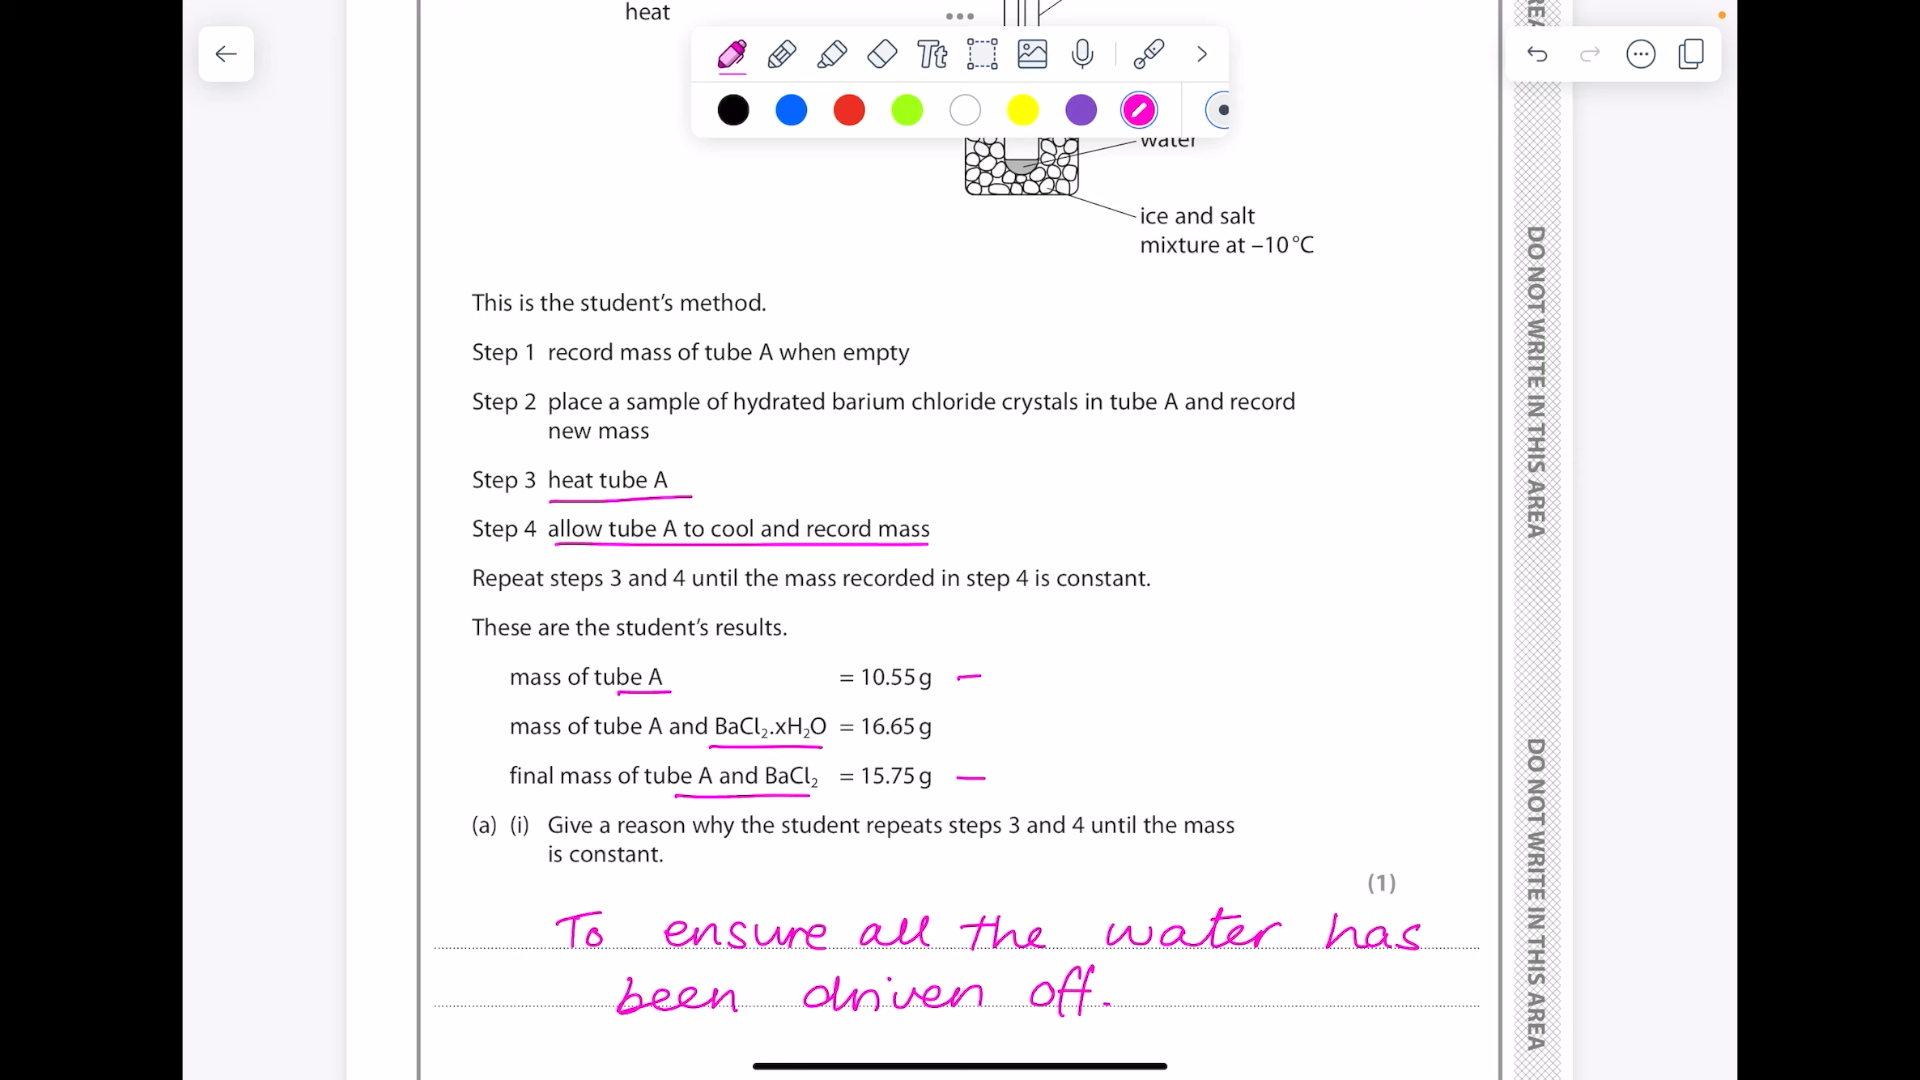 heat
Tt
water
ice and salt
mixture at –10 °C
This is the student's method.
Step 1 record mass of tube A when empty
Step 2 place a sample of hydrated barium chloride crystals in tube A and record
new mass
Step 3 heat tube A
Step 4 allow tube A to cool and record mass
Repeat steps 3 and 4 until the mass recorded in step 4 is constant.
These are the student's results.
mass of tube A = 10.55 g
mass of tube A and BaCl₂.xH₂O = 16.65 g
final mass of tube A and BaCl₂ = 15.75 g
(a) (i) Give a reason why the student repeats steps 3 and 4 until the mass
is constant.
(1)
To ensure all the water has
been driven off.
DO NOT WRITE IN THIS AREA
DO NOT WRITE IN THIS AREA